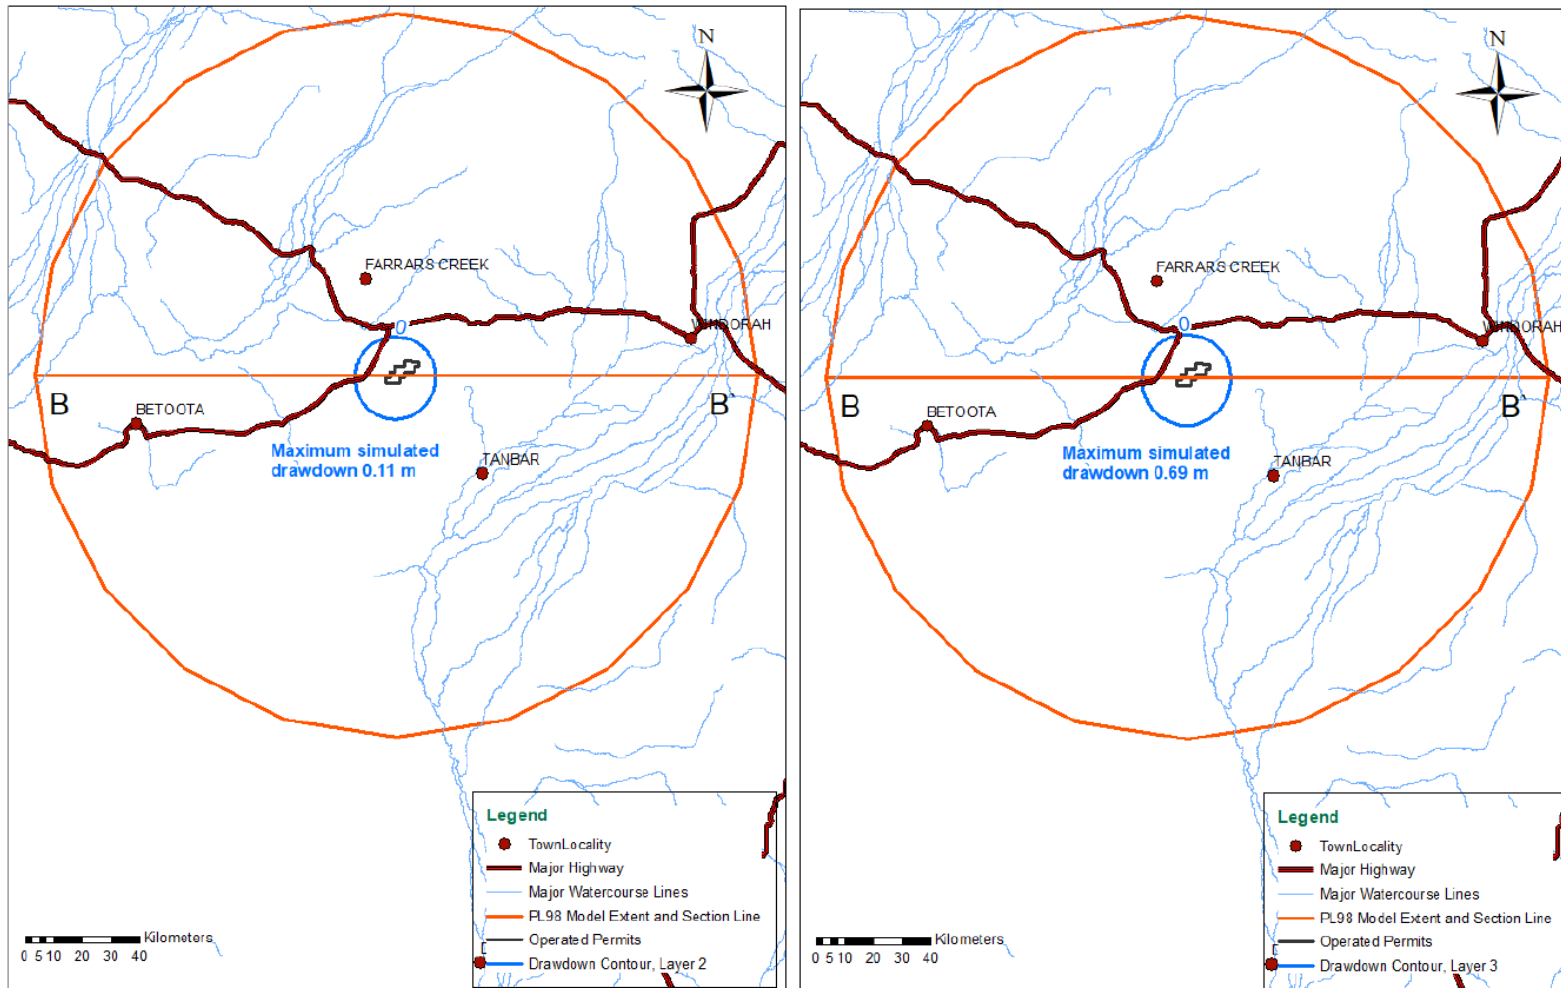 N
FARRARS CREEK
0
WINDORAH
B
B`
BETOOTA
Maximum simulated
drawdown 0.11 m
TANBAR
Legend
TownLocality
Major Highway
Major Watercourse Lines
PL98 Model Extent and Section Line
Operated Permits
Drawdown Contour, Layer 2
Kilometers
0 5 10 20 30 40
N
FARRARS CREEK
0
WINDORAH
B
B`
BETOOTA
Maximum simulated
drawdown 0.69 m
TANBAR
Legend
TownLocality
Major Highway
Major Watercourse Lines
PL98 Model Extent and Section Line
Operated Permits
Drawdown Contour, Layer 3
Kilometers
0 5 10 20 30 40